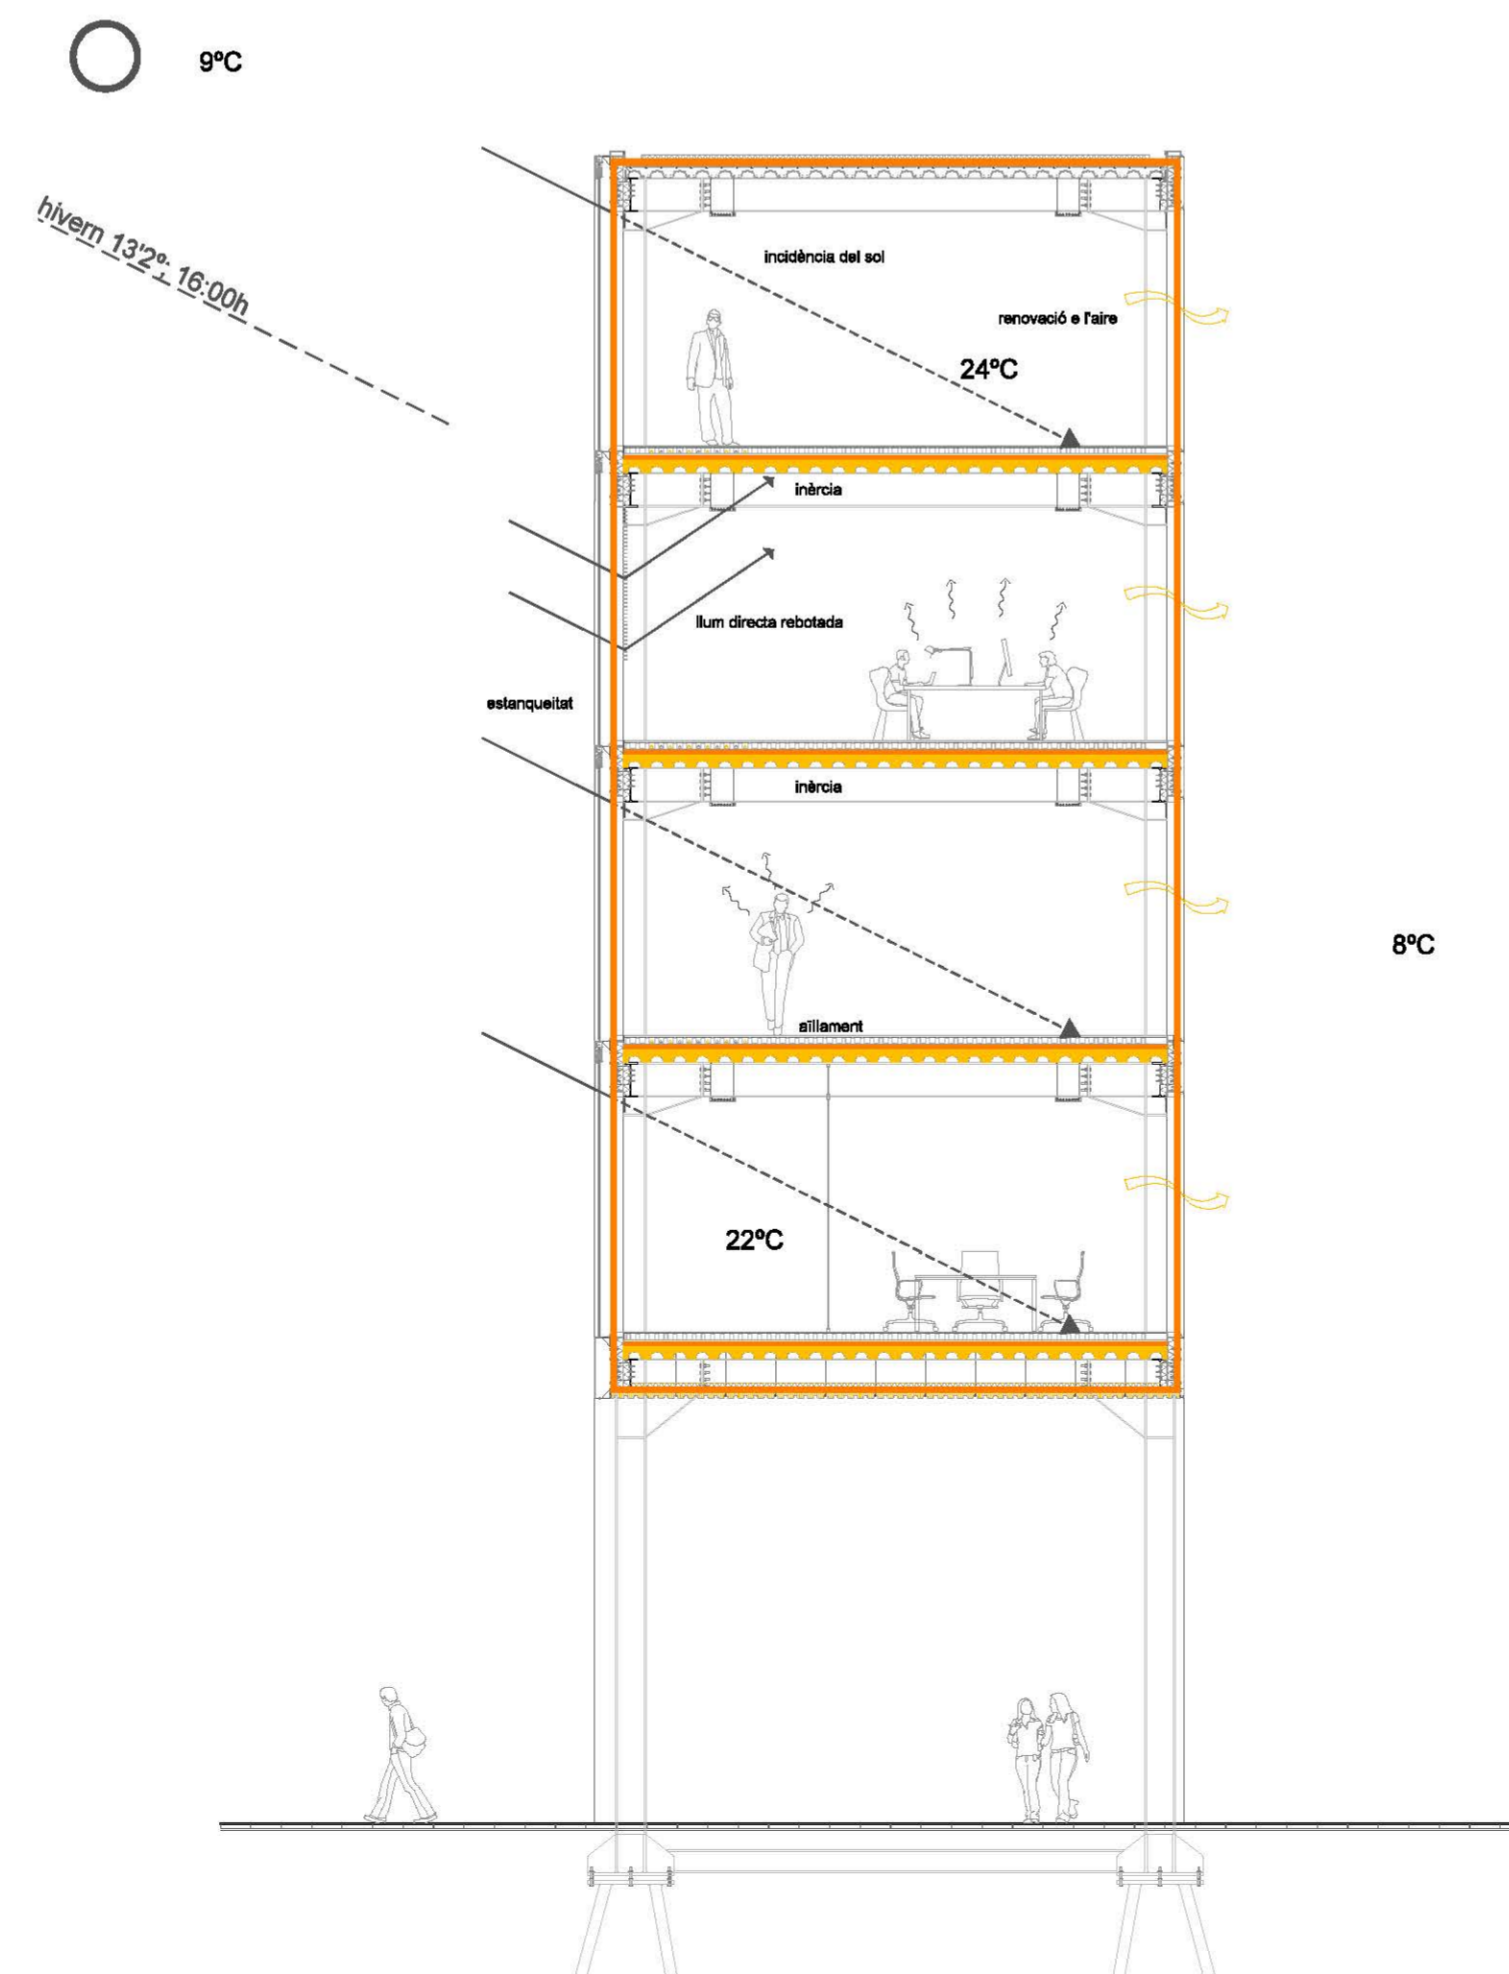 9ºC
hivern 13'2º; 16:00h
incidència del sol
renovació e l'aire
24ºC
inèrcia
llum directa rebotada
estanqueitat
inèrcia
8ºC
aïllament
22ºC